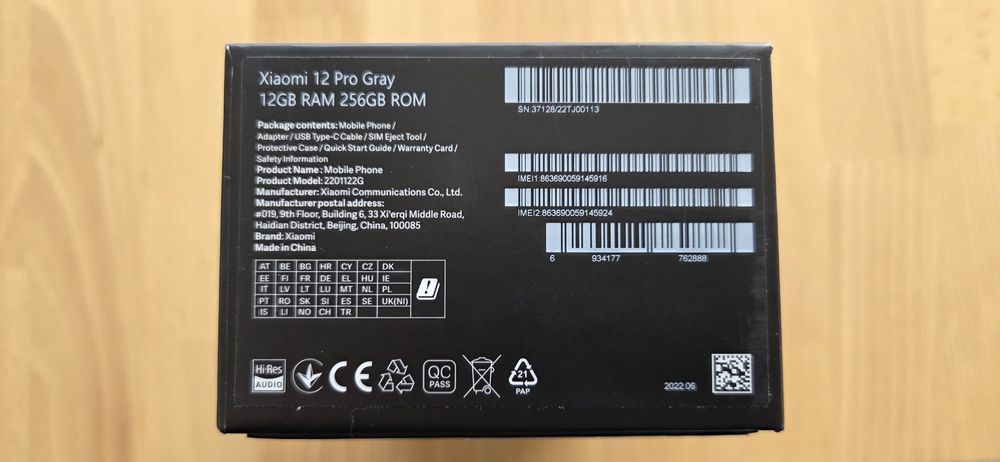 Xiaomi 12 Pro Gray
12GB RAM 256GB ROM
Package contents: Mobile Phone /
Adapter / USB Type-C Cable / SIM Eject Tool /
Protective Case / Quick Start Guide / Warranty Card /
Safety Information
Product Name: Mobile Phone
Product Model: 2201122G
Manufacturer: Xiaomi Communications Co., Ltd.
Manufacturer postal address:
#019, 9th Floor, Building 6, 33 Xi'erqi Middle Road,
Haidian District, Beijing, China, 100085
Brand: Xiaomi
Made in China
SN:37128/22TJ00113
IMEI1:863690059145916
IMEI2:863690059145924
6 934177 762888
AT BE BG HR CY CZ DK
EE FI FR DE EL HU IE
IT LV LT LU MT NL PL
PT RO SK SI ES SE UK(NI)
IS LI NO CH TR
Hi-Res
AUDIO
CE
QC
PASS
21
PAP
2022.06